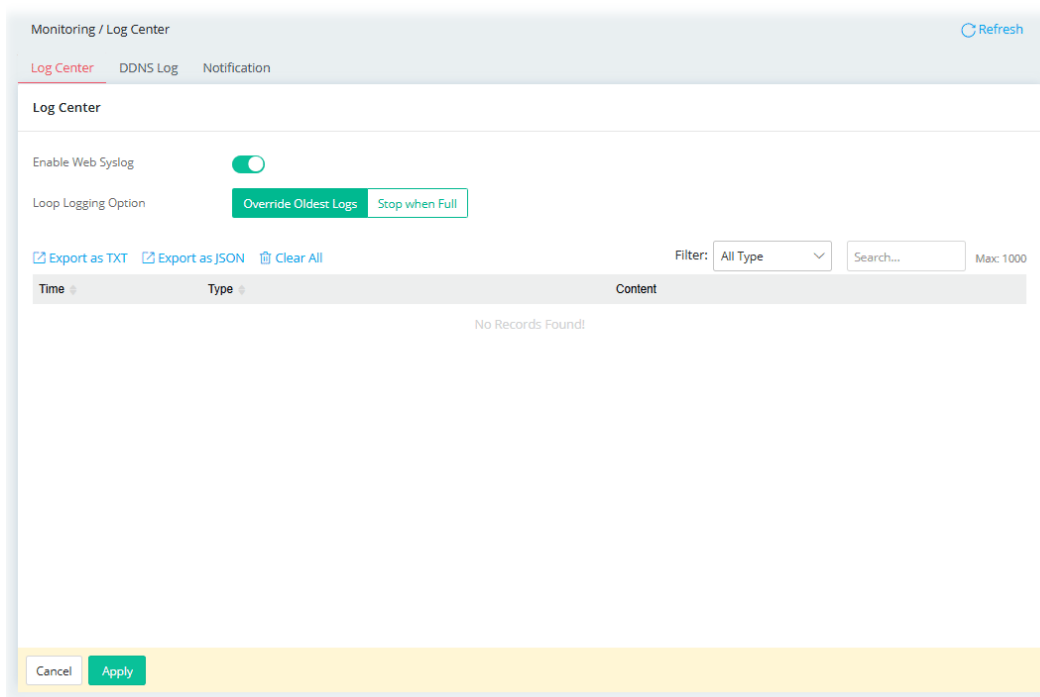 Monitoring / Log Center
Refresh
Log Center DDNS Log Notification
Log Center
Enable Web Syslog
Loop Logging Option Override Oldest Logs Stop when Full
Export as TXT Export as JSON Clear All Filter: All Type Search... Max: 1000
Time Type Content
No Records Found!
Cancel Apply